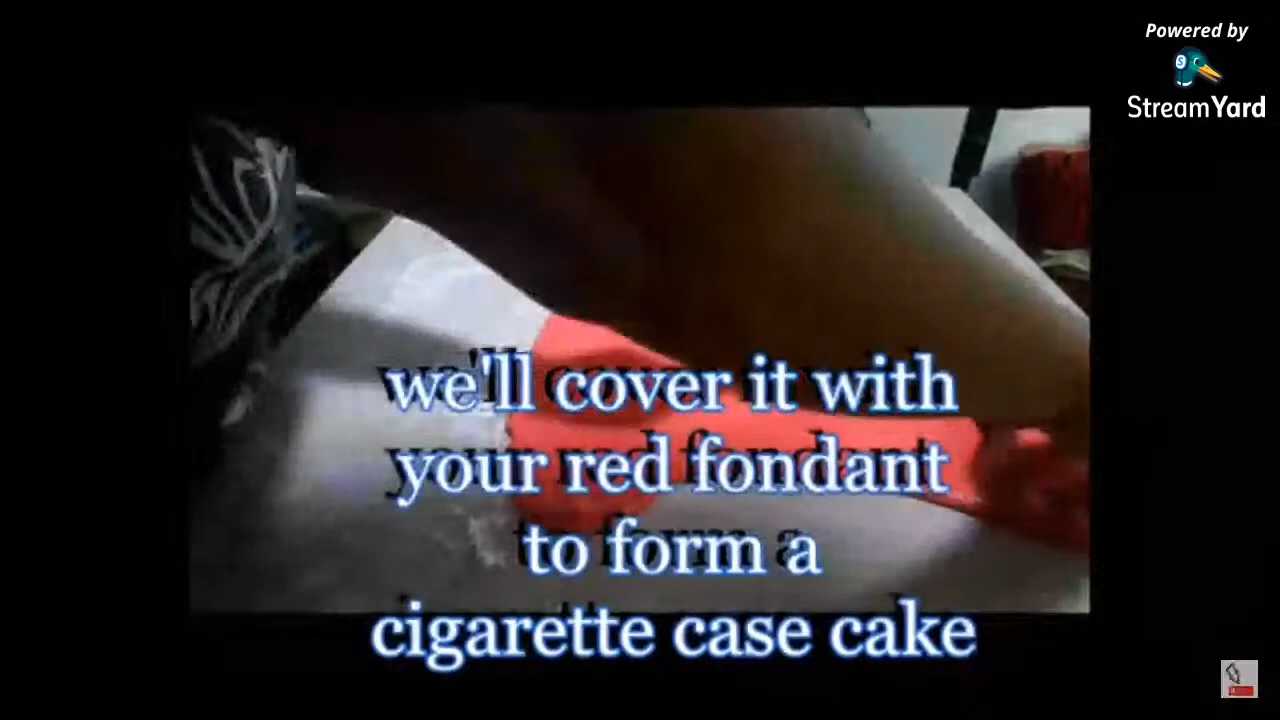 Powered by
StreamYard
we'll cover it with
your red fondant
to form a
cigarette case cake